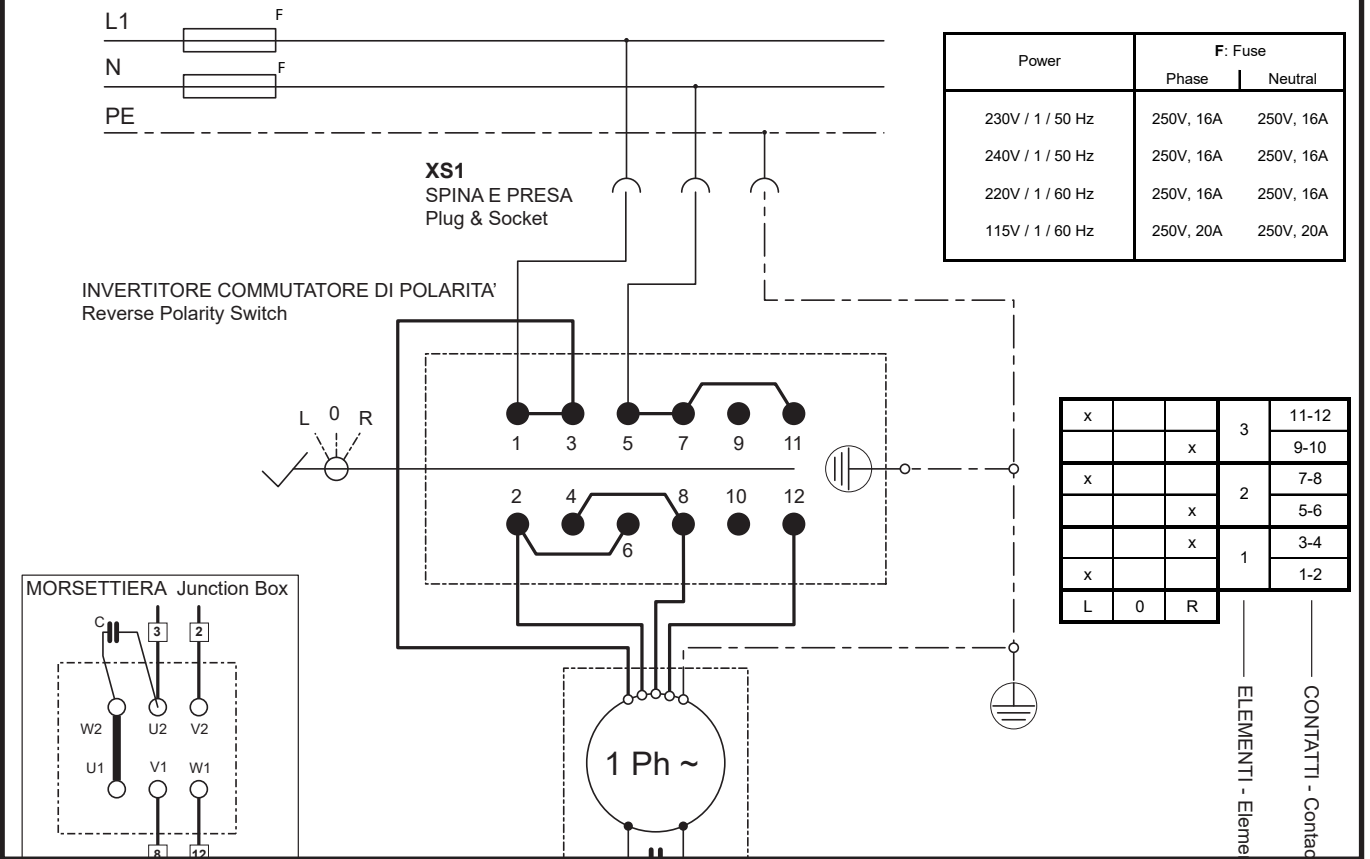 L1
F
N
F
PE
XS1
SPINA E PRESA
Plug & Socket
Power
F: Fuse
Phase Neutral
230V / 1 / 50 Hz 250V, 16A 250V, 16A
240V / 1 / 50 Hz 250V, 16A 250V, 16A
220V / 1 / 60 Hz 250V, 16A 250V, 16A
115V / 1 / 60 Hz 250V, 20A 250V, 20A
INVERTITORE COMMUTATORE DI POLARITA’
Reverse Polarity Switch
L 0 R
1 3 5 7 9 11
2 4 8 10 12
6
x 3 11-12
x 9-10
x 2 7-8
x 5-6
x 1 3-4
x 1-2
L 0 R
ELEMENTI - Elemen
CONTATTI - Contac
MORSETTIERA Junction Box
C
3 2
W2 U2 V2
U1 V1 W1
8 12
1 Ph ~